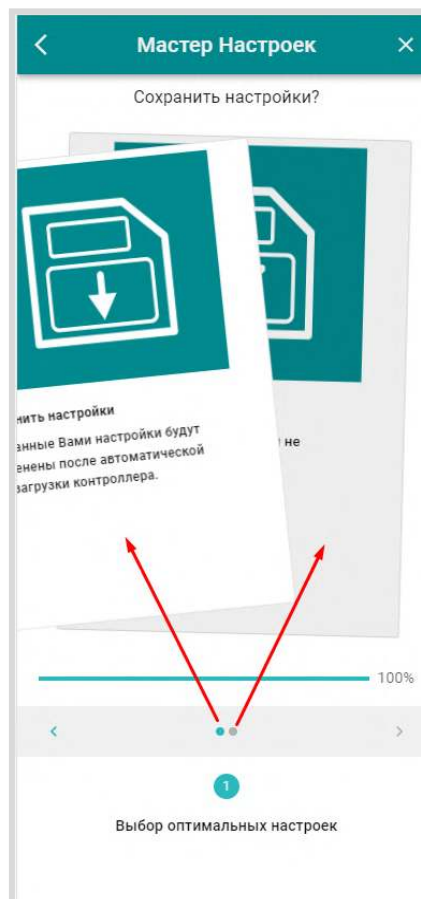 Мастер Настроек
Сохранить настройки?
нить настройки
анные Вами настройки будут
енены после автоматической
загрузки контроллера.
не
100%
1
Выбор оптимальных настроек